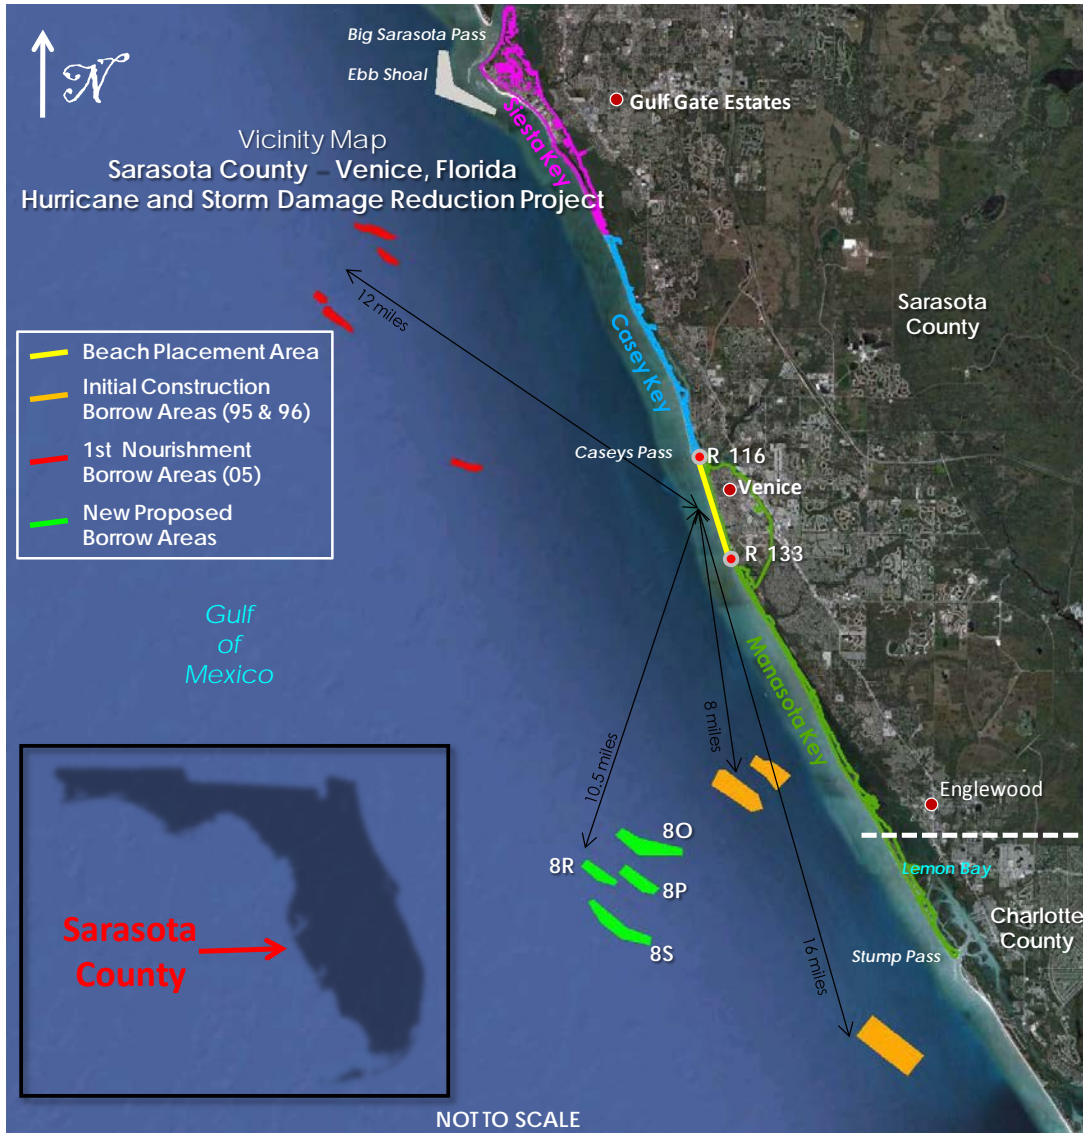 Big Sarasota Pass
Ebb Shoal
N
Gulf Gate Estates
Siesta Key
Vicinity Map
Sarasota County – Venice, Florida
Hurricane and Storm Damage Reduction Project
12 miles
Sarasota
County
Beach Placement Area
Initial Construction
Borrow Areas (95 & 96)
1st Nourishment
Borrow Areas (05)
New Proposed
Borrow Areas
Casey Key
Caseys Pass
R 116
Venice
R 133
Gulf
of
Mexico
Manasota Key
8 miles
10.5 miles
Englewood
8O
8R
8P
8S
Lemon Bay
Charlotte
County
Stump Pass
16 miles
Sarasota
County
NOT TO SCALE